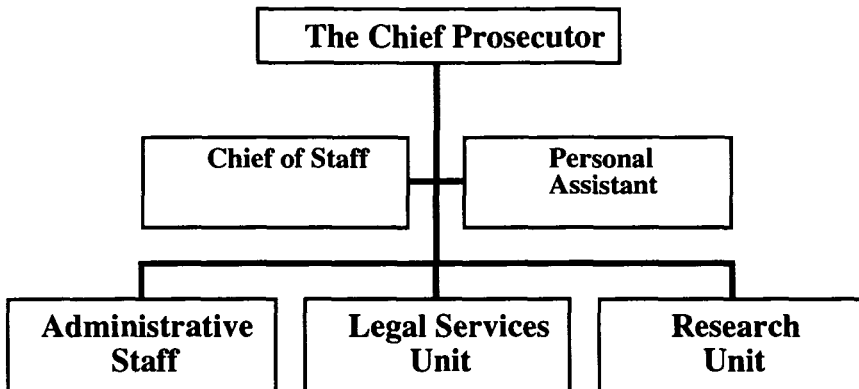 The Chief Prosecutor
Chief of Staff
Personal
Assistant
Administrative
Staff
Legal Services
Unit
Research
Unit